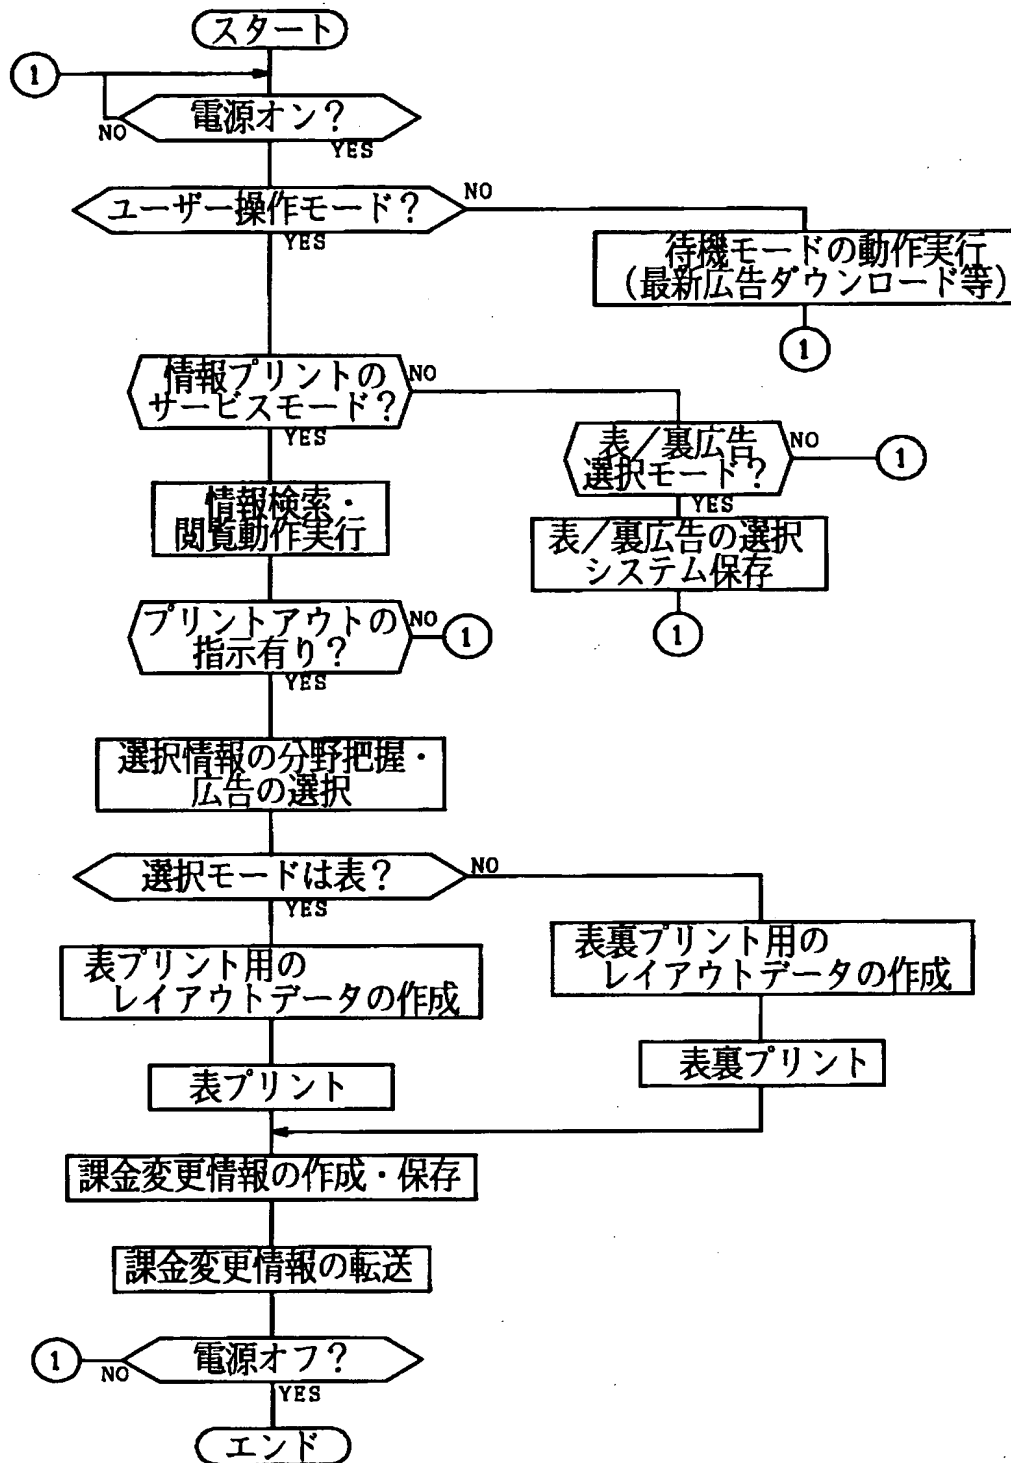 スタート
1
電源オン?
NO
YES
ユーザー操作モード?
NO
YES
待機モードの動作実行
(最新広告ダウンロード等)
1
情報プリントの
サービスモード?
NO
YES
表/裏広告
選択モード?
NO
1
YES
情報検索・
閲覧動作実行
表/裏広告の選択
システム保存
1
プリントアウトの
指示有り?
NO
1
YES
選択情報の分野把握・
広告の選択
選択モードは表?
NO
YES
表プリント用の
レイアウトデータの作成
表裏プリント用の
レイアウトデータの作成
表プリント
表裏プリント
課金変更情報の作成・保存
課金変更情報の転送
電源オフ?
1
NO
YES
エンド